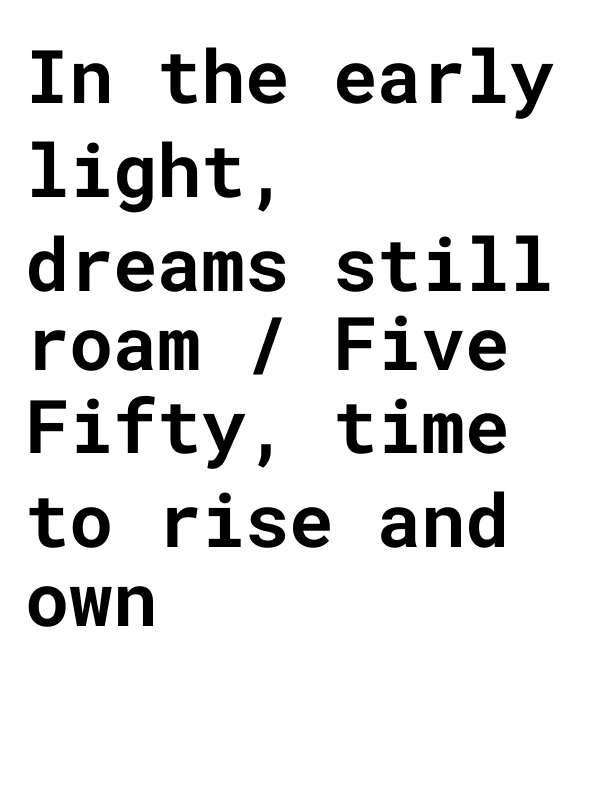 In the early
light,
dreams still
roam / Five
Fifty, time
to rise and
own